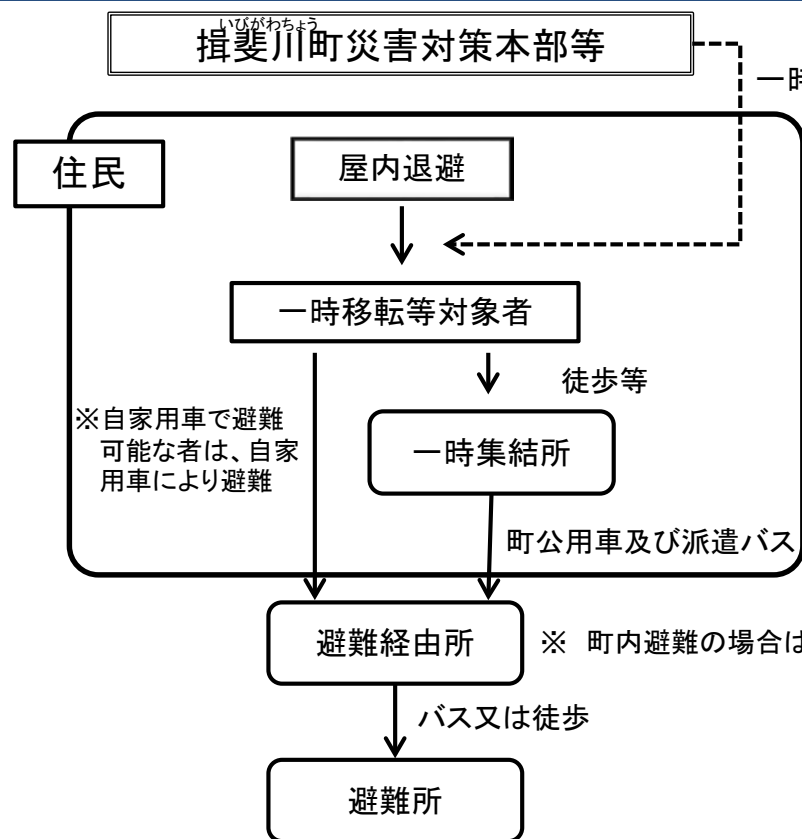 いびがわちょう
揖斐川町災害対策本部等
一時
住民
屋内退避
一時移転等対象者
徒歩等
※自家用車で避難
可能な者は、自家
用車により避難
一時集結所
町公用車及び派遣バス
避難経由所
※ 町内避難の場合は
バス又は徒歩
避難所